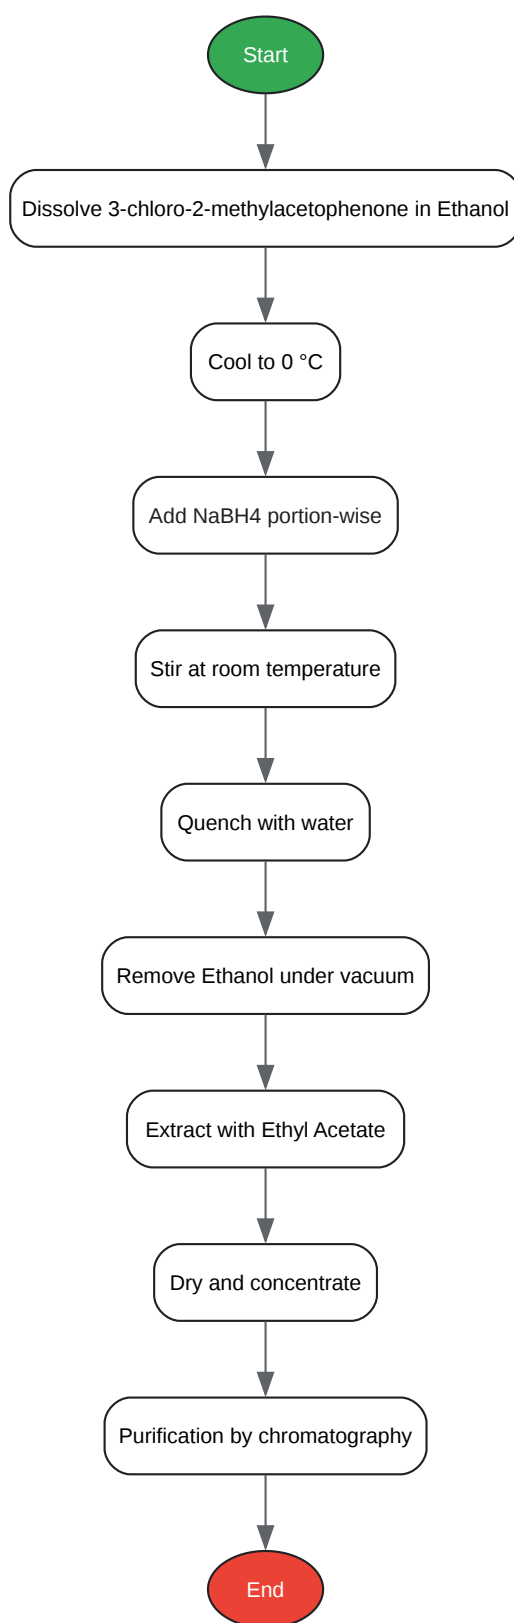 Start
Dissolve 3-chloro-2-methylacetophenone in Ethanol
Cool to 0 °C
Add NaBH4 portion-wise
Stir at room temperature
Quench with water
Remove Ethanol under vacuum
Extract with Ethyl Acetate
Dry and concentrate
Purification by chromatography
End